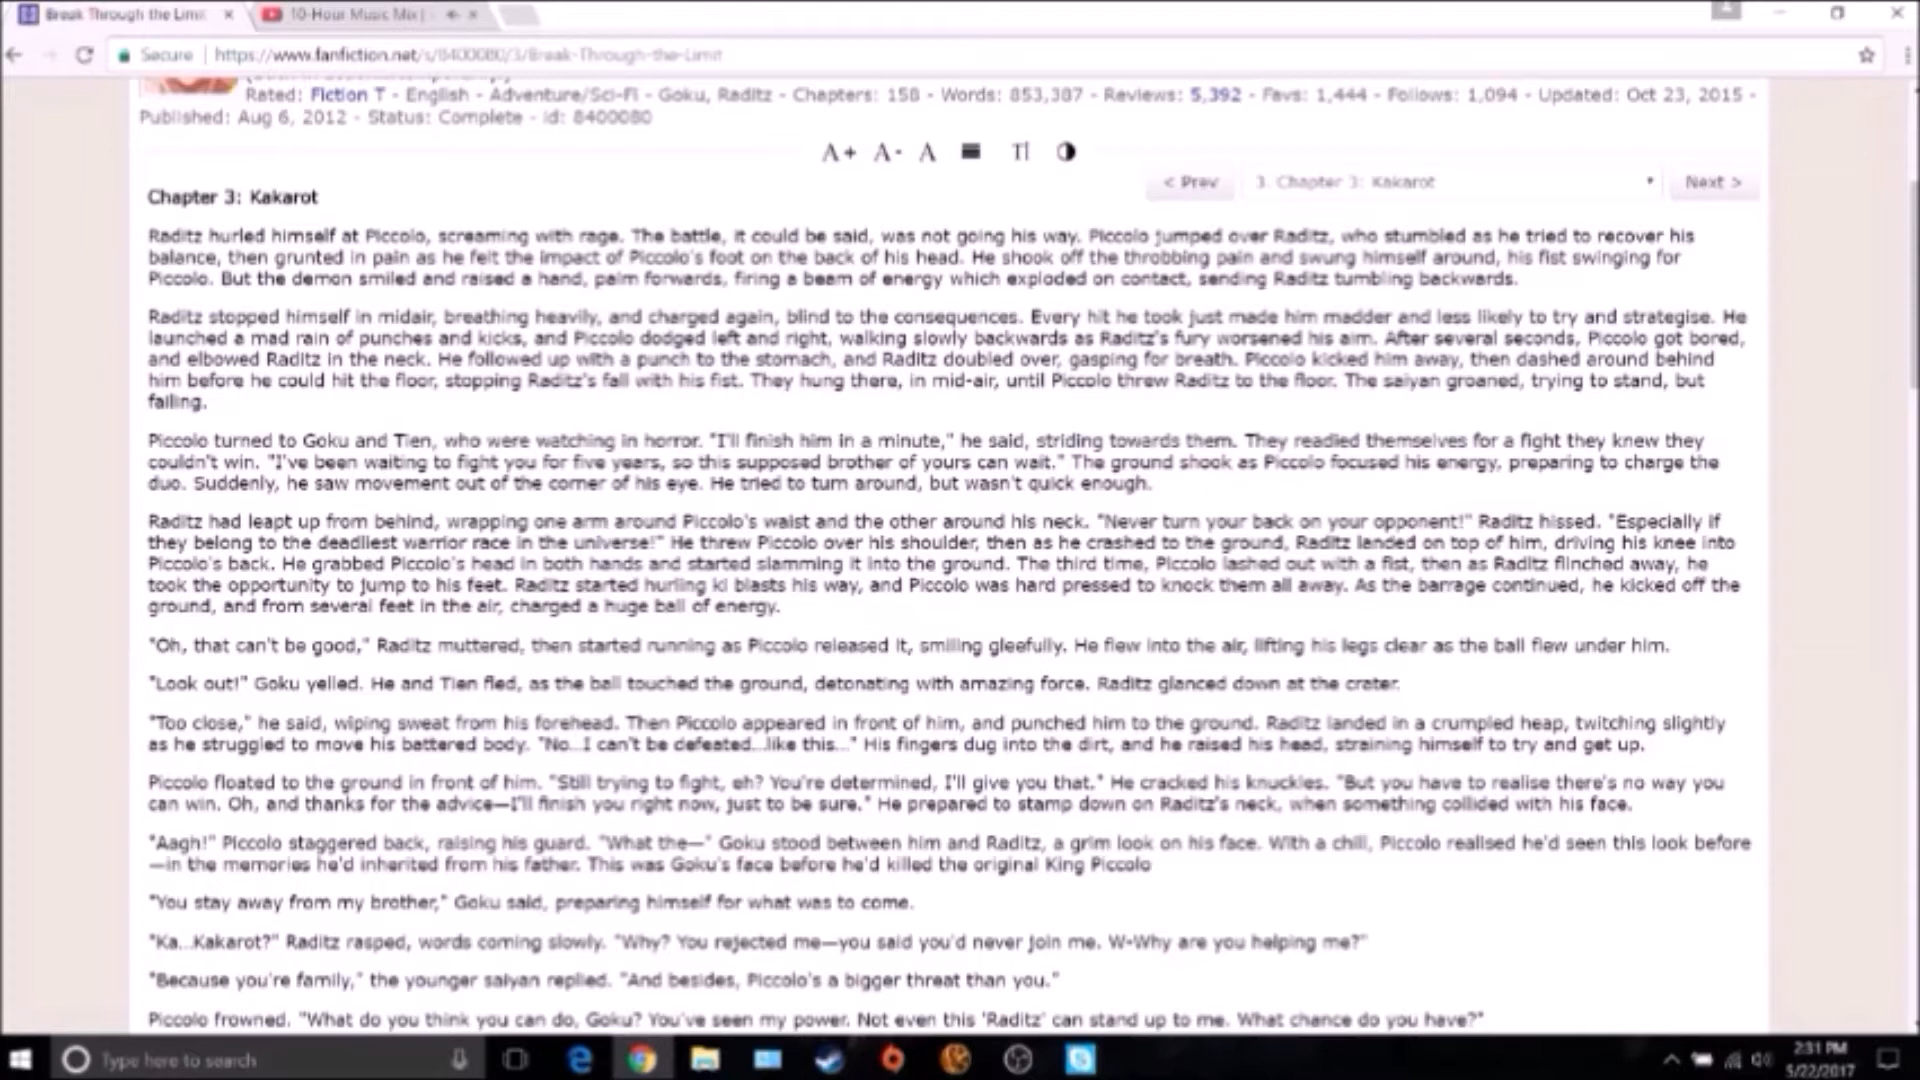 Break Through the Limit
10-Hour Music Mix |
Secure
https://www.fanfiction.net/s/8400080/3/Break-Through-the-Limit
Rated: Fiction T - English - Adventure/Sci-Fi - Goku, Raditz - Chapters: 158 - Words: 853,387 - Reviews: 5,392 - Favs: 1,444 - Follows: 1,094 - Updated: Oct 23, 2015 -
Published: Aug 6, 2012 - Status: Complete - id: 8400080
A+ A- A
< Prev
3. Chapter 3: Kakarot
Next >
Chapter 3: Kakarot
Raditz hurled himself at Piccolo, screaming with rage. The battle, it could be said, was not going his way. Piccolo jumped over Raditz, who stumbled as he tried to recover his
balance, then grunted in pain as he felt the impact of Piccolo's foot on the back of his head. He shook off the throbbing pain and swung himself around, his fist swinging for
Piccolo. But the demon smiled and raised a hand, palm forwards, firing a beam of energy which exploded on contact, sending Raditz tumbling backwards.
Raditz stopped himself in midair, breathing heavily, and charged again, blind to the consequences. Every hit he took just made him madder and less likely to try and strategise. He
launched a mad rain of punches and kicks, and Piccolo dodged left and right, walking slowly backwards as Raditz's fury worsened his aim. After several seconds, Piccolo got bored,
and elbowed Raditz in the neck. He followed up with a punch to the stomach, and Raditz doubled over, gasping for breath. Piccolo kicked him away, then dashed around behind
him before he could hit the floor, stopping Raditz's fall with his fist. They hung there, in mid-air, until Piccolo threw Raditz to the floor. The saiyan groaned, trying to stand, but
failing.
Piccolo turned to Goku and Tien, who were watching in horror. "I'll finish him in a minute," he said, striding towards them. They readied themselves for a fight they knew they
couldn't win. "I've been waiting to fight you for five years, so this supposed brother of yours can wait." The ground shook as Piccolo focused his energy, preparing to charge the
duo. Suddenly, he saw movement out of the corner of his eye. He tried to turn around, but wasn't quick enough.
Raditz had leapt up from behind, wrapping one arm around Piccolo's waist and the other around his neck. "Never turn your back on your opponent!" Raditz hissed. "Especially if
they belong to the deadliest warrior race in the universe!" He threw Piccolo over his shoulder, then as he crashed to the ground, Raditz landed on top of him, driving his knee into
Piccolo's back. He grabbed Piccolo's head in both hands and started slamming it into the ground. The third time, Piccolo lashed out with a fist, then as Raditz flinched away, he
took the opportunity to jump to his feet. Raditz started hurling ki blasts his way, and Piccolo was hard pressed to knock them all away. As the barrage continued, he kicked off the
ground, and from several feet in the air, charged a huge ball of energy.
"Oh, that can't be good," Raditz muttered, then started running as Piccolo released it, smiling gleefully. He flew into the air, lifting his legs clear as the ball flew under him.
"Look out!" Goku yelled. He and Tien fled, as the ball touched the ground, detonating with amazing force. Raditz glanced down at the crater.
"Too close," he said, wiping sweat from his forehead. Then Piccolo appeared in front of him, and punched him to the ground. Raditz landed in a crumpled heap, twitching slightly
as he struggled to move his battered body. "No...I can't be defeated...like this..." His fingers dug into the dirt, and he raised his head, straining himself to try and get up.
Piccolo floated to the ground in front of him. "Still trying to fight, eh? You're determined, I'll give you that." He cracked his knuckles. "But you have to realise there's no way you
can win. Oh, and thanks for the advice—I'll finish you right now, just to be sure." He prepared to stamp down on Raditz's neck, when something collided with his face.
"Aagh!" Piccolo staggered back, raising his guard. "What the—" Goku stood between him and Raditz, a grim look on his face. With a chill, Piccolo realised he'd seen this look before
—in the memories he'd inherited from his father. This was Goku's face before he'd killed the original King Piccolo
"You stay away from my brother," Goku said, preparing himself for what was to come.
"Ka...Kakarot?" Raditz rasped, words coming slowly. "Why? You rejected me—you said you'd never join me. W-Why are you helping me?"
"Because you're family," the younger saiyan replied. "And besides, Piccolo's a bigger threat than you."
Piccolo frowned. "What do you think you can do, Goku? You've seen my power. Not even this 'Raditz' can stand up to me. What chance do you have?"
Type here to search
2:31 PM
5/22/2017